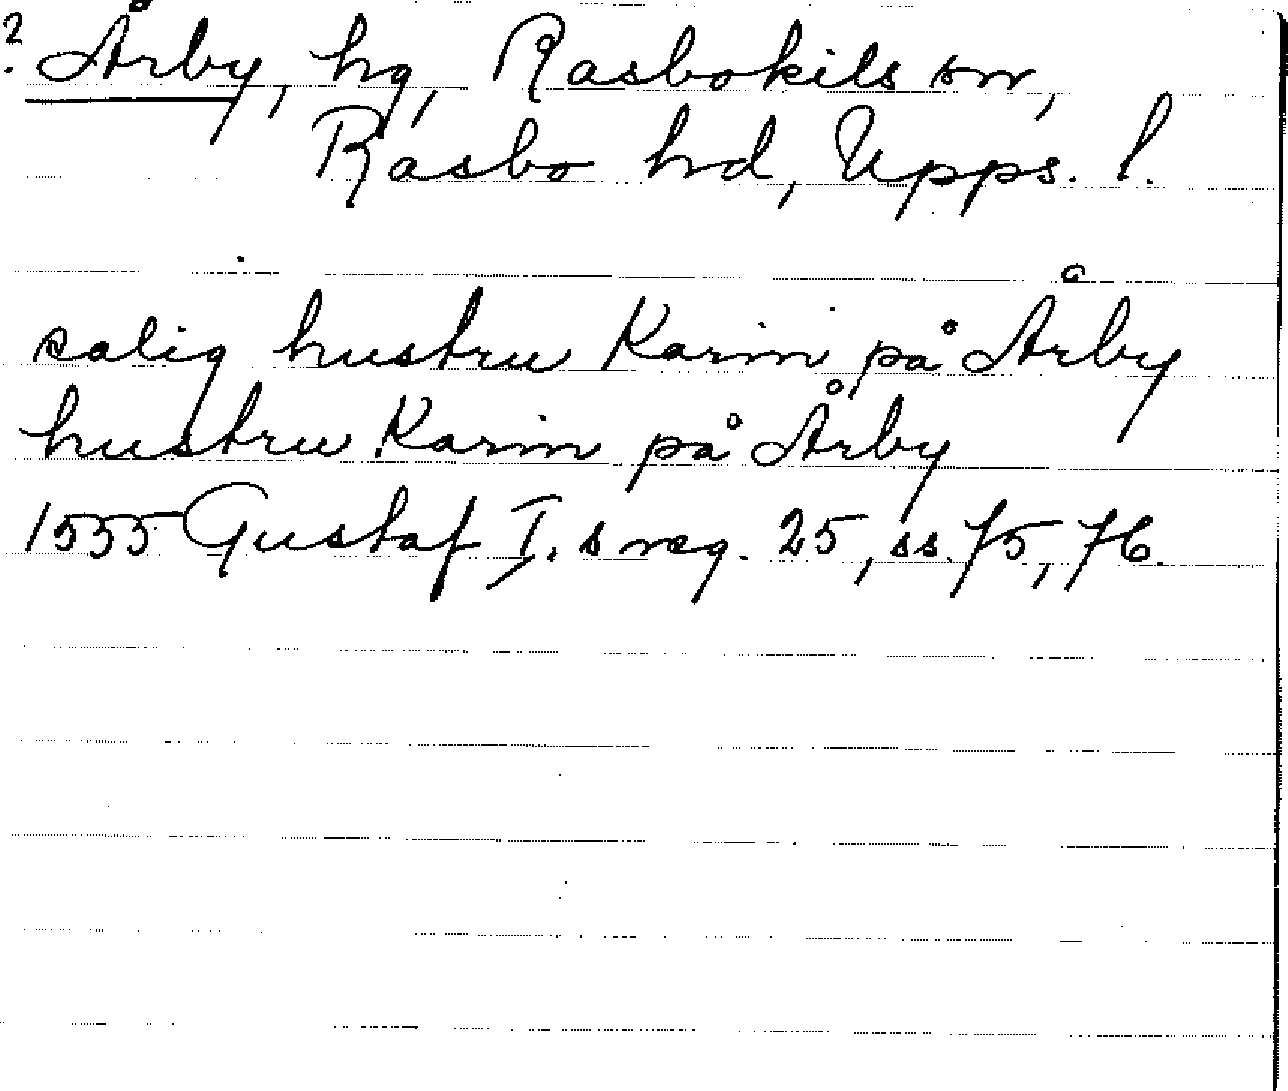 ? Årby, hg, Rasbokils sn,
Rasbo hd, Upps. l.
salig hustru Karin på Årby
hustru Karin på Årby
1555 Gustaf I.s reg. 25, ss. 75, 76.